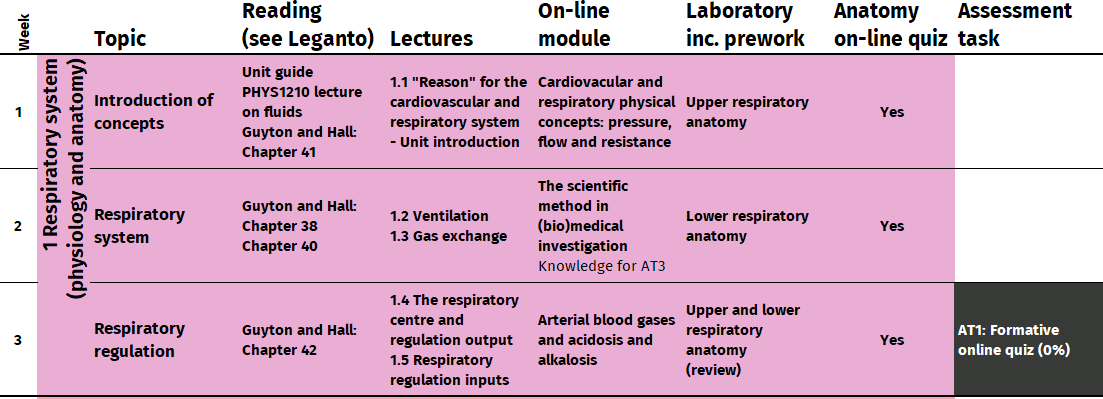 Week
Topic
Reading
(see Leganto)
Lectures
On-line
module
Laboratory
inc. prework
Anatomy
on-line quiz
Assessment
task
1 Respiratory system
(physiology and anatomy)
1
Introduction of
concepts
Unit guide
PHYS1210 lecture
on fluids
Guyton and Hall:
Chapter 41
1.1 "Reason" for the
cardiovascular and
respiratory system
- Unit introduction
Cardiovacular and
respiratory physical
concepts: pressure,
flow and resistance
Upper respiratory
anatomy
Yes
2
Respiratory
system
Guyton and Hall:
Chapter 38
Chapter 40
1.2 Ventilation
1.3 Gas exchange
The scientific
method in
(bio)medical
investigation
Knowledge for AT3
Lower respiratory
anatomy
Yes
3
Respiratory
regulation
Guyton and Hall:
Chapter 42
1.4 The respiratory
centre and
regulation output
1.5 Respiratory
regulation inputs
Arterial blood gases
and acidosis and
alkalosis
Upper and lower
respiratory
anatomy
(review)
Yes
AT1: Formative
online quiz (0%)